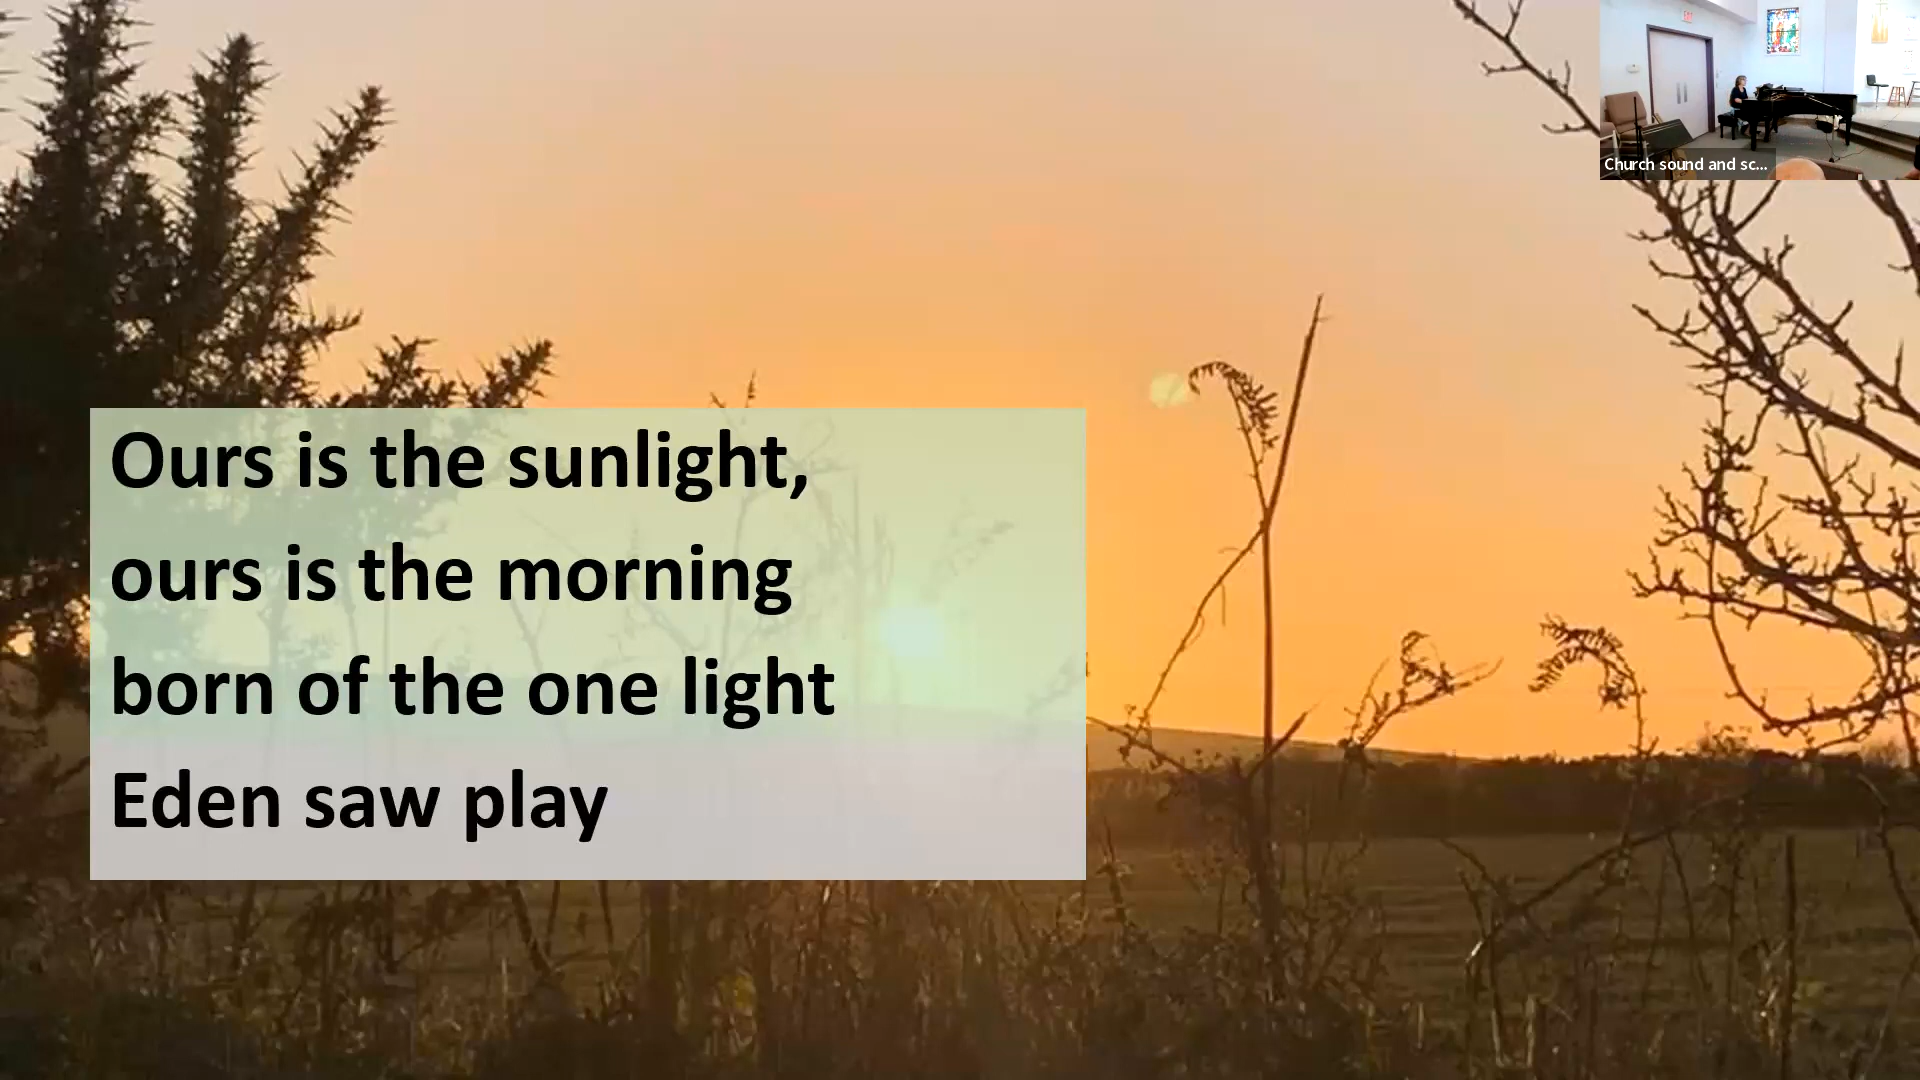 Church sound and sc...
Ours is the sunlight,
ours is the morning
born of the one light
Eden saw play